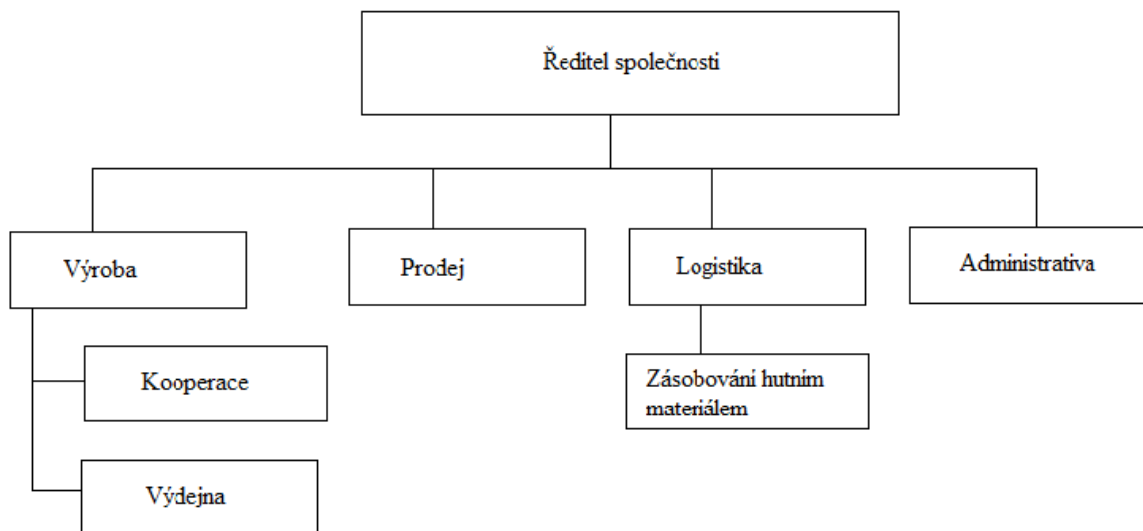 Ředitel společnosti
Výroba
Prodej
Logistika
Administrativa
Kooperace
Zásobování hutním
materiálem
Výdejna